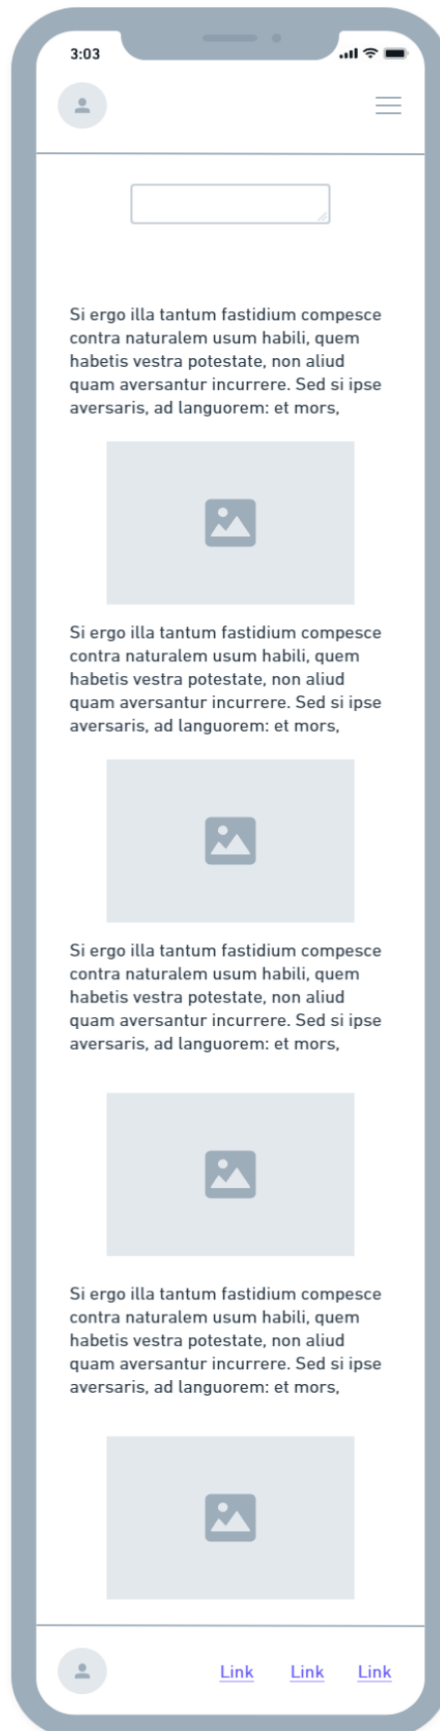 3:03
Si ergo illa tantum fastidium compesce
contra naturalem usum habili, quem
habetis vestra potestate, non aliud
quam aversantur incurrere. Sed si ipse
aversaris, ad languorem: et mors,
Si ergo illa tantum fastidium compesce
contra naturalem usum habili, quem
habetis vestra potestate, non aliud
quam aversantur incurrere. Sed si ipse
aversaris, ad languorem: et mors,
Si ergo illa tantum fastidium compesce
contra naturalem usum habili, quem
habetis vestra potestate, non aliud
quam aversantur incurrere. Sed si ipse
aversaris, ad languorem: et mors,
Si ergo illa tantum fastidium compesce
contra naturalem usum habili, quem
habetis vestra potestate, non aliud
quam aversantur incurrere. Sed si ipse
aversaris, ad languorem: et mors,
Link Link Link